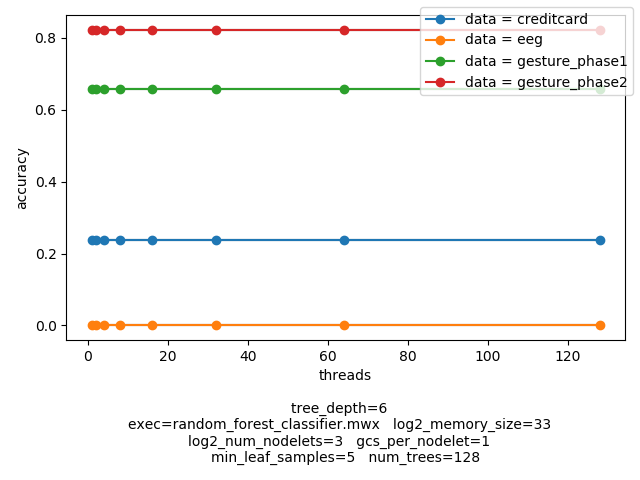 data = creditcard
data = eeg
data = gesture_phase1
data = gesture_phase2
0.8
0.6
0.4
0.2
0.0
accuracy
0 20 40 60 80 100 120
threads
tree_depth=6
exec=random_forest_classifier.mwx log2_memory_size=33
log2_num_nodelets=3 gcs_per_nodelet=1
min_leaf_samples=5 num_trees=128